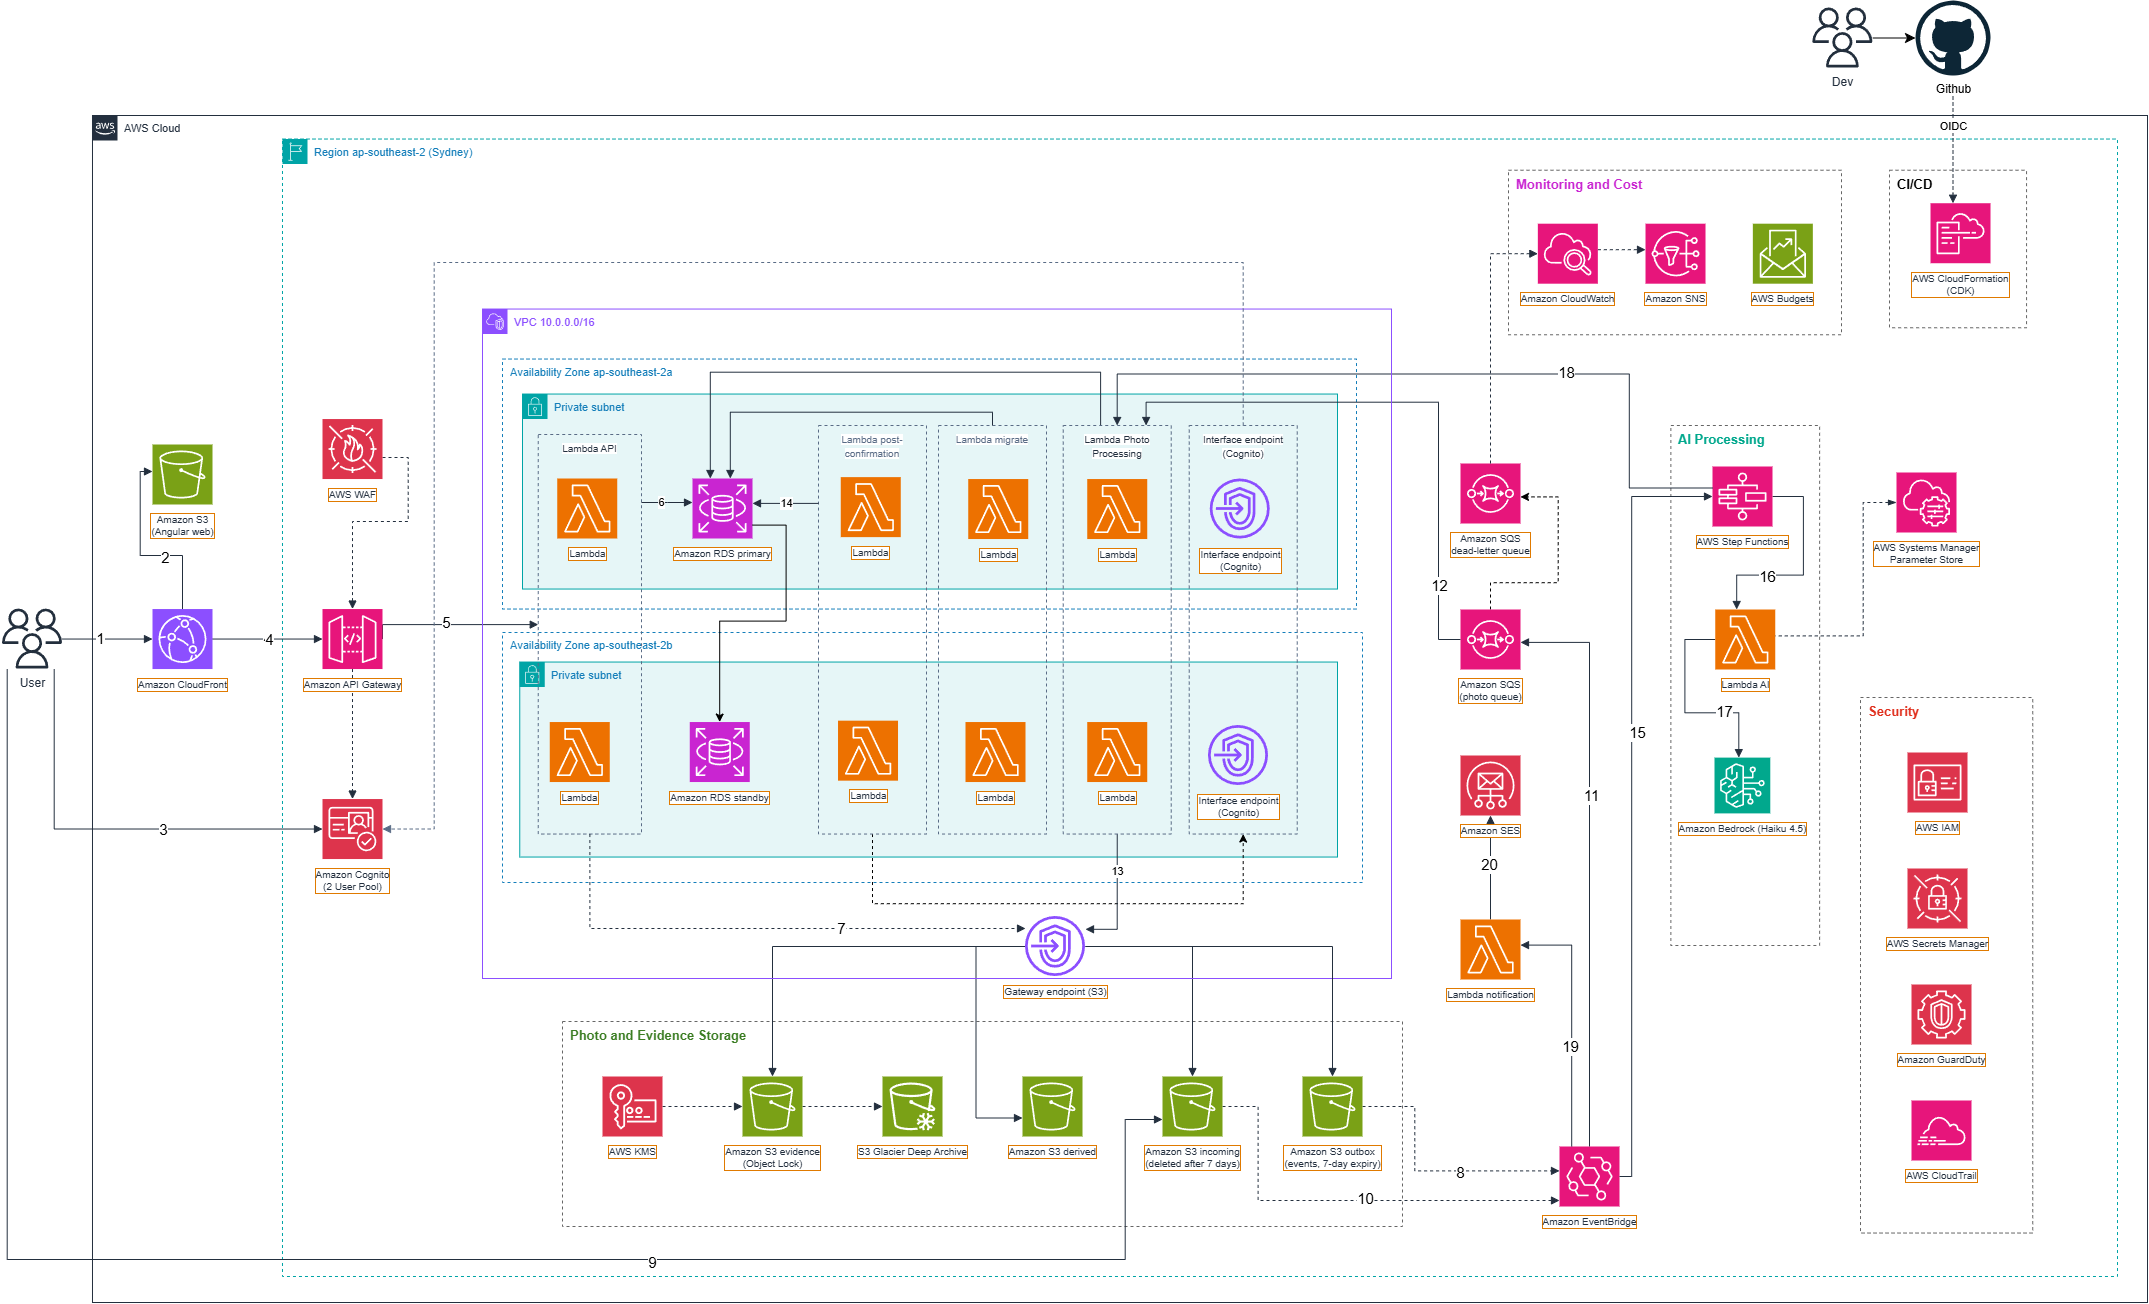 Dev
Github
OIDC
aws
AWS Cloud
Region ap-southeast-2 (Sydney)
Monitoring and Cost
Amazon CloudWatch
Amazon SNS
AWS Budgets
CI/CD
AWS CloudFormation
(CDK)
VPC 10.0.0.0/16
Availability Zone ap-southeast-2a
Private subnet
Lambda API
Lambda
6
Amazon RDS primary
14
Lambda post-
confirmation
Lambda
Lambda migrate
Lambda
Lambda Photo
Processing
Lambda
Interface endpoint
(Cognito)
Interface endpoint
(Cognito)
18
12
Amazon SQS
dead-letter queue
Amazon SQS
(photo queue)
AI Processing
AWS Step Functions
16
Lambda AI
17
Amazon Bedrock (Haiku 4.5)
AWS Systems Manager
Parameter Store
15
11
AWS WAF
Amazon S3
(Angular web)
2
User
1
Amazon CloudFront
4
Amazon API Gateway
5
3
Amazon Cognito
(2 User Pool)
Availability Zone ap-southeast-2b
Private subnet
Lambda
Amazon RDS standby
Lambda
Lambda
Lambda
Interface endpoint
(Cognito)
13
7
Gateway endpoint (S3)
Amazon SES
20
Lambda notification
19
Security
AWS IAM
AWS Secrets Manager
Amazon GuardDuty
AWS CloudTrail
Photo and Evidence Storage
AWS KMS
Amazon S3 evidence
(Object Lock)
S3 Glacier Deep Archive
Amazon S3 derived
Amazon S3 incoming
(deleted after 7 days)
Amazon S3 outbox
(events, 7-day expiry)
8
10
Amazon EventBridge
9